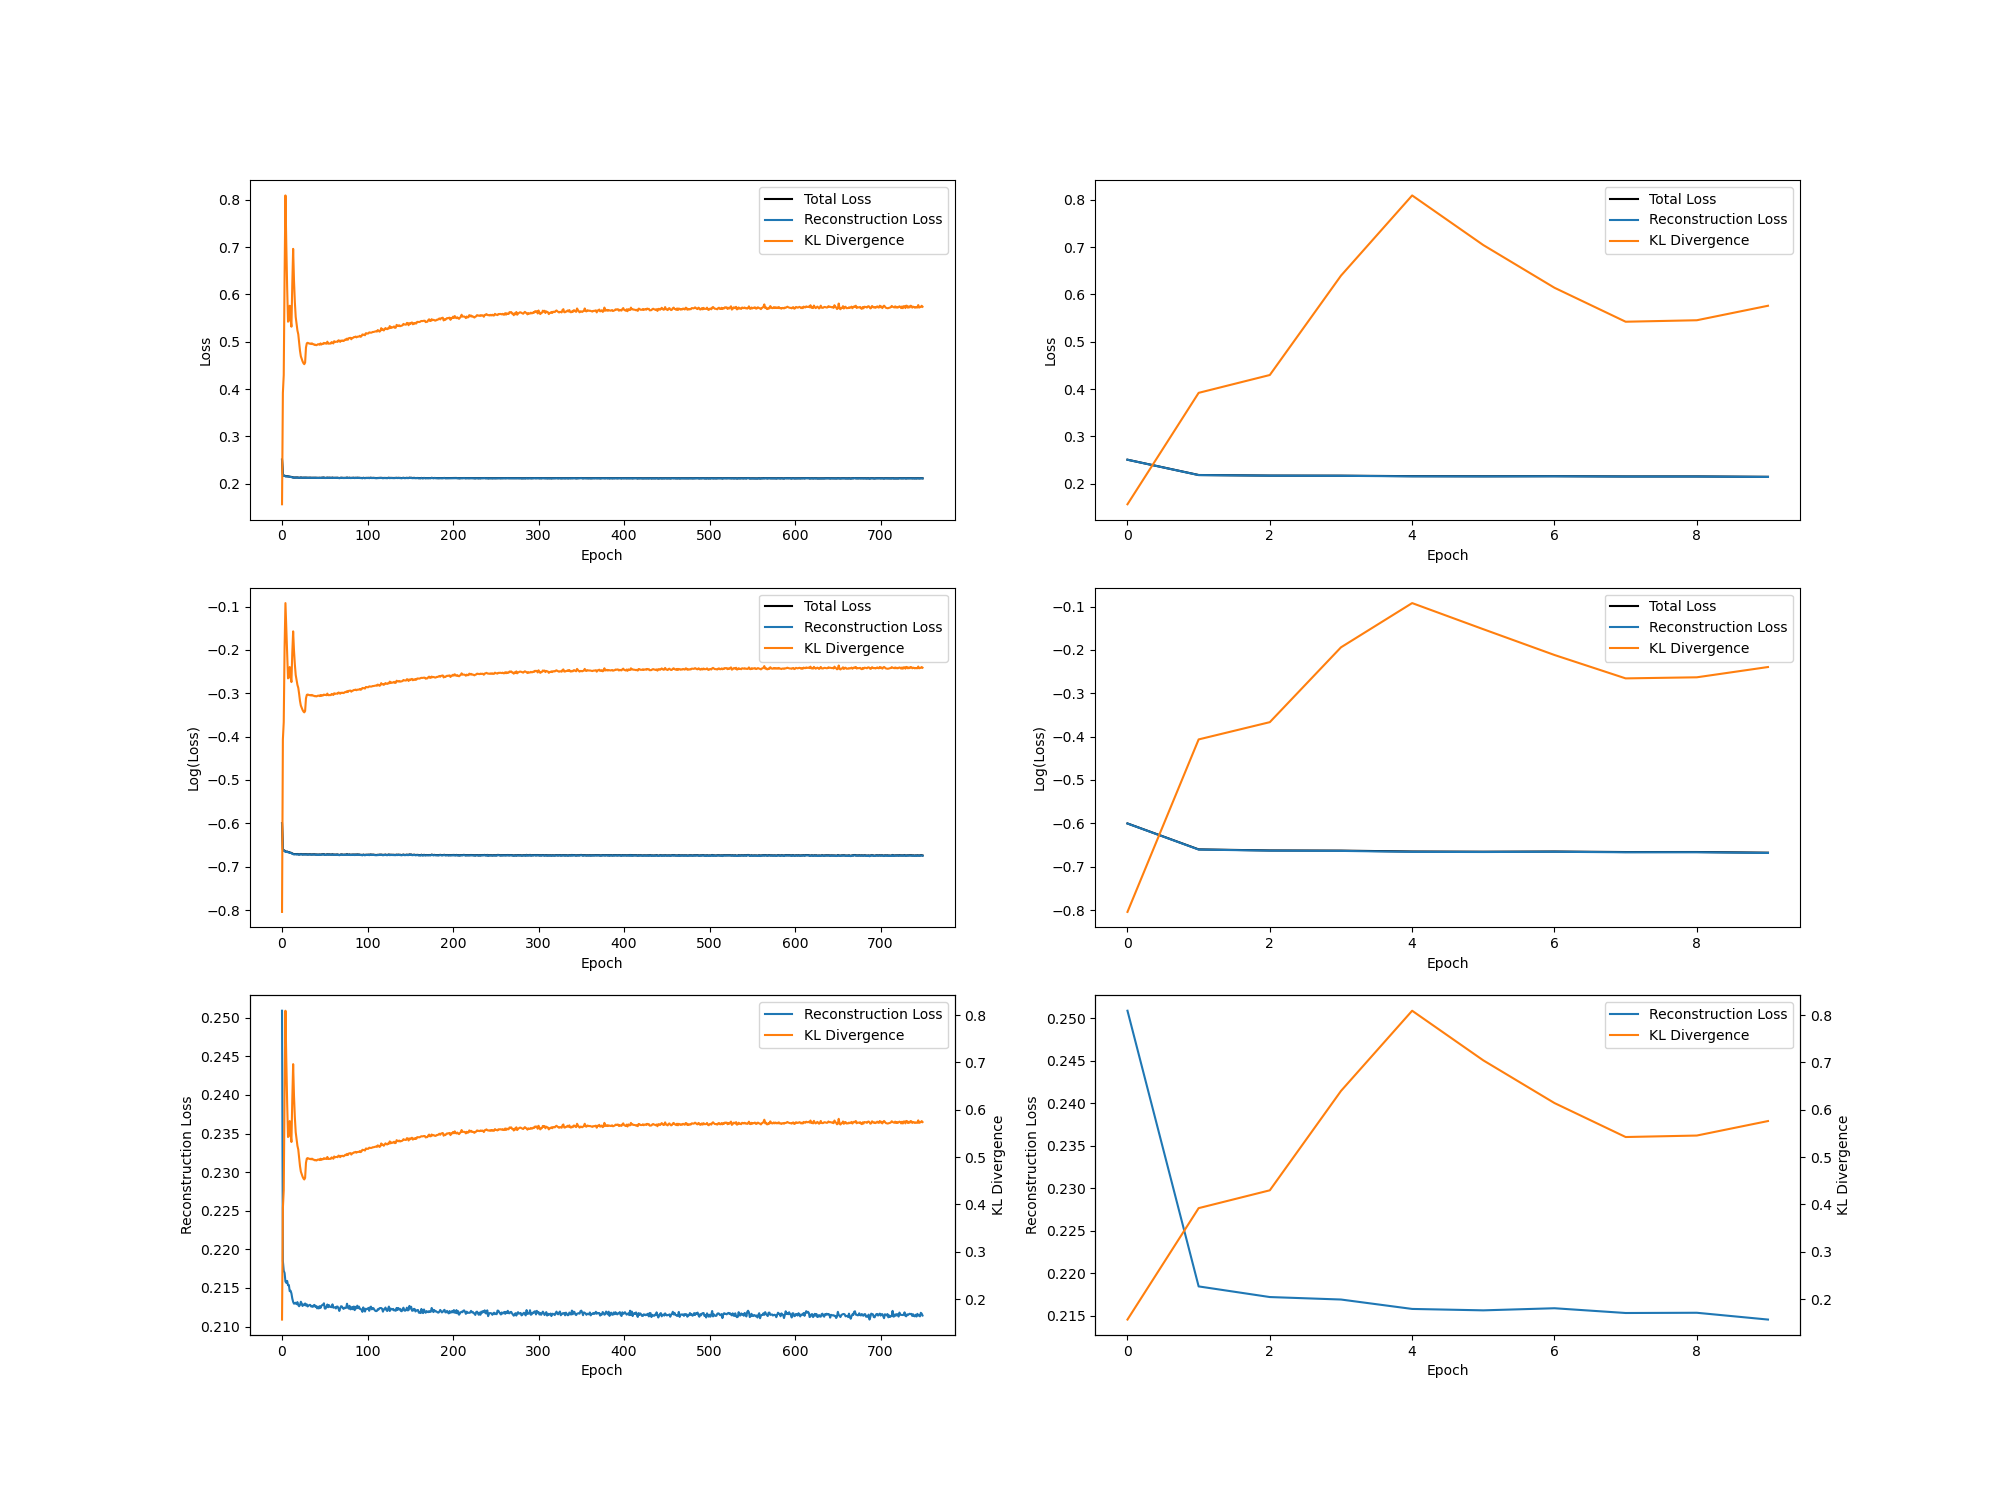 0.8
0.7
0.6
0.5
0.4
0.3
0.2
Loss
0 100 200 300 400 500 600 700
Epoch
Total Loss
Reconstruction Loss
KL Divergence
0.8
0.7
0.6
0.5
0.4
0.3
0.2
Loss
0 2 4 6 8
Epoch
Total Loss
Reconstruction Loss
KL Divergence
−0.1
−0.2
−0.3
−0.4
−0.5
−0.6
−0.7
−0.8
Log(Loss)
0 100 200 300 400 500 600 700
Epoch
Total Loss
Reconstruction Loss
KL Divergence
−0.1
−0.2
−0.3
−0.4
−0.5
−0.6
−0.7
−0.8
Log(Loss)
0 2 4 6 8
Epoch
Total Loss
Reconstruction Loss
KL Divergence
0.250
0.245
0.240
0.235
0.230
0.225
0.220
0.215
0.210
Reconstruction Loss
0 100 200 300 400 500 600 700
Epoch
Reconstruction Loss
KL Divergence
0.8
0.7
0.6
0.5
0.4
0.3
0.2
KL Divergence
0.250
0.245
0.240
0.235
0.230
0.225
0.220
0.215
Reconstruction Loss
0 2 4 6 8
Epoch
Reconstruction Loss
KL Divergence
0.8
0.7
0.6
0.5
0.4
0.3
0.2
KL Divergence